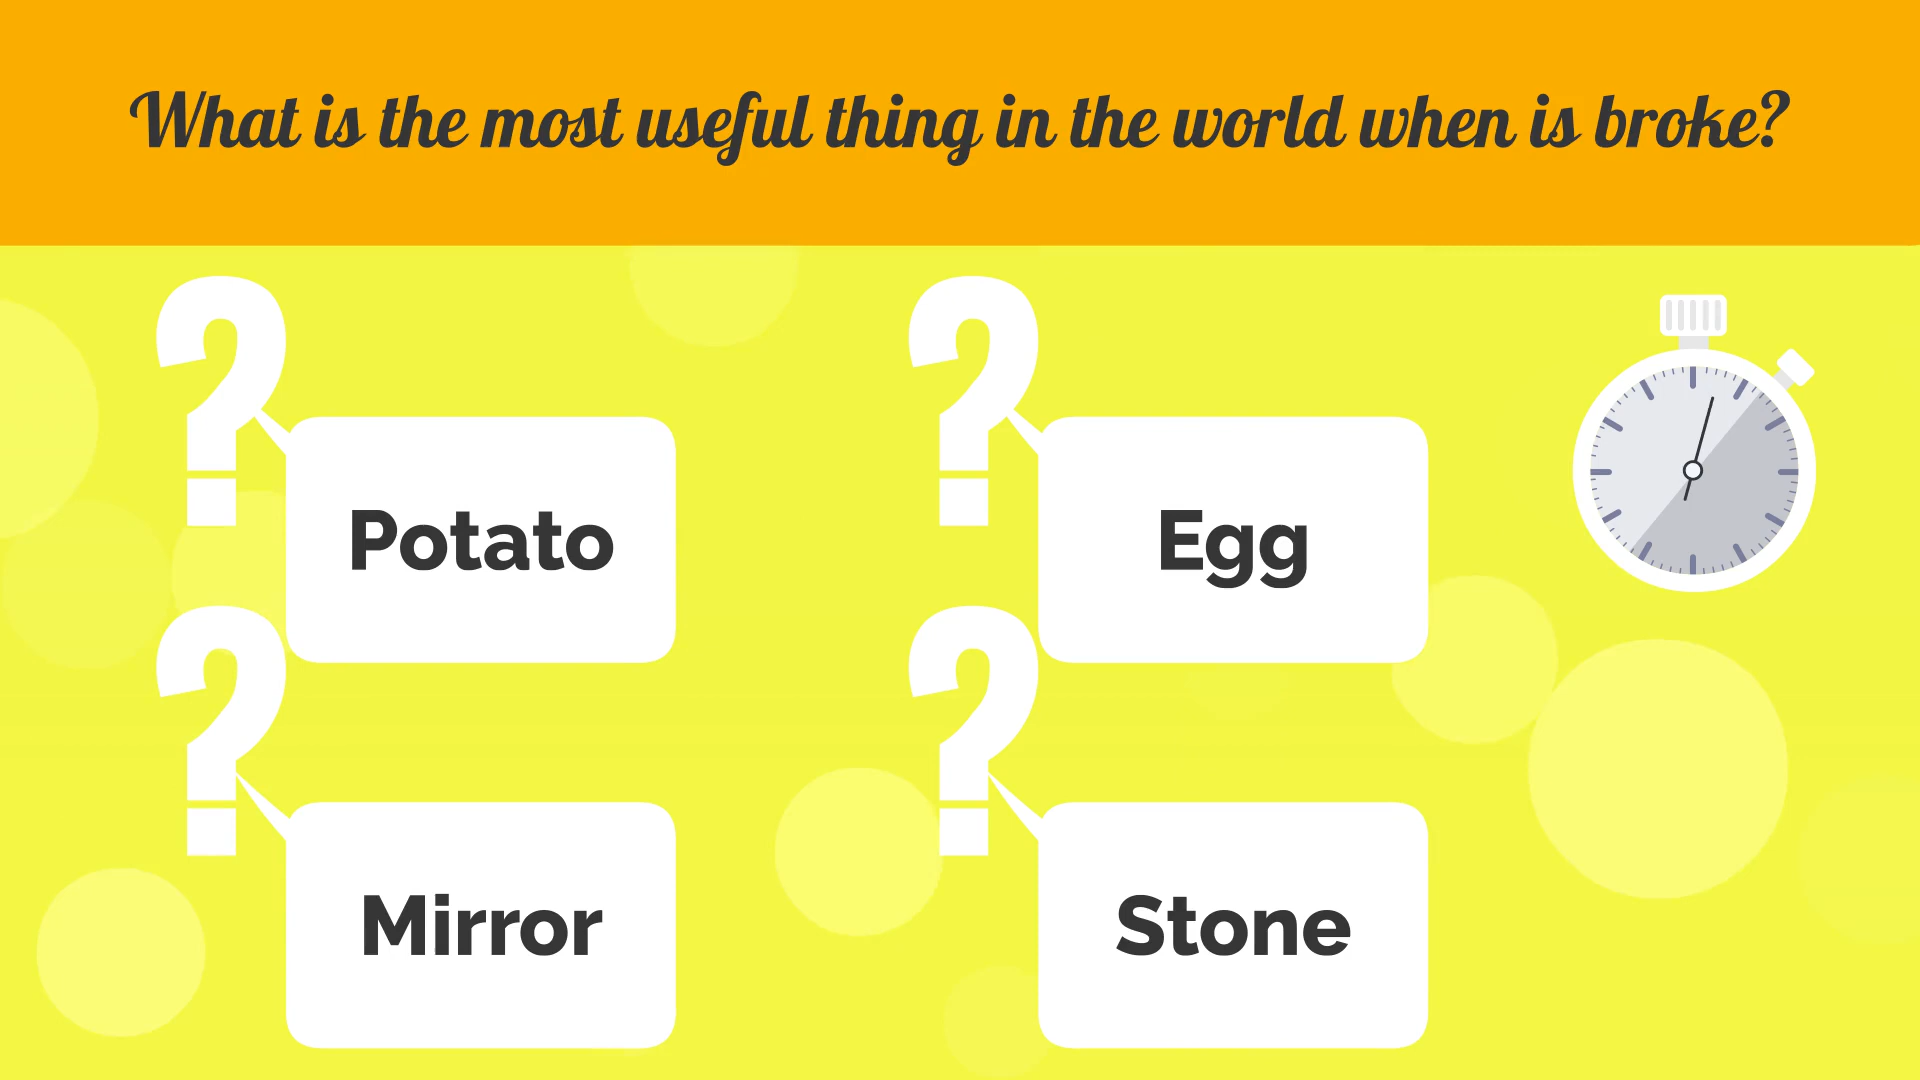 What is the most useful thing in the world when is broke?
Potato
Egg
Mirror
Stone